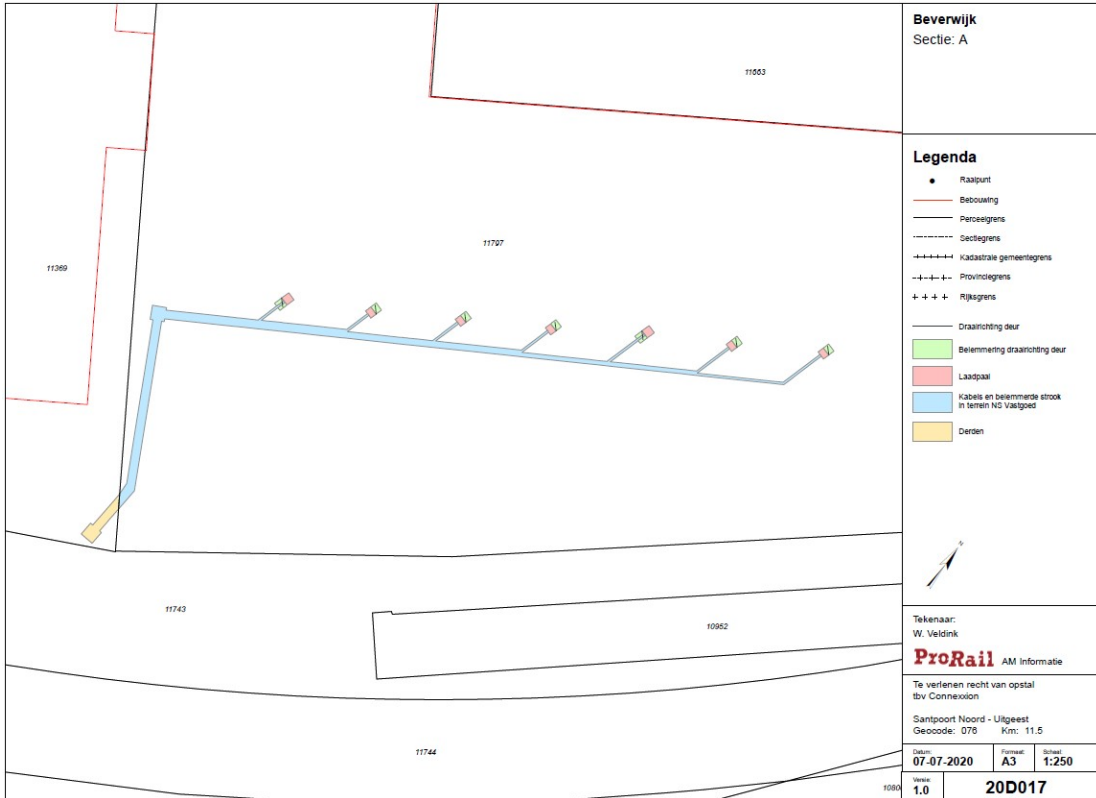 11663
11797
11369
11743
10952
11744
Beverwijk
Sectie: A
Legenda
Raaipunt
Bebouwing
Perceelgrens
Sectiegrens
Kadastrale gemeentegrens
Provinciegrens
Rijksgrens
Draairichting deur
Belemmering draairichting deur
Laadpaal
Kabels en belemmerde strook
in terrein NS Vastgoed
Derden
N
Tekenaar:
W. Veldink
ProRail AM Informatie
Te verlenen recht van opstal
tbv Connexxion
Santpoort Noord - Uitgeest
Geocode: 076 Km: 11.5
Datum: Formaat: Schaal:
07-07-2020 A3 1:250
Versie:
1.0 20D017